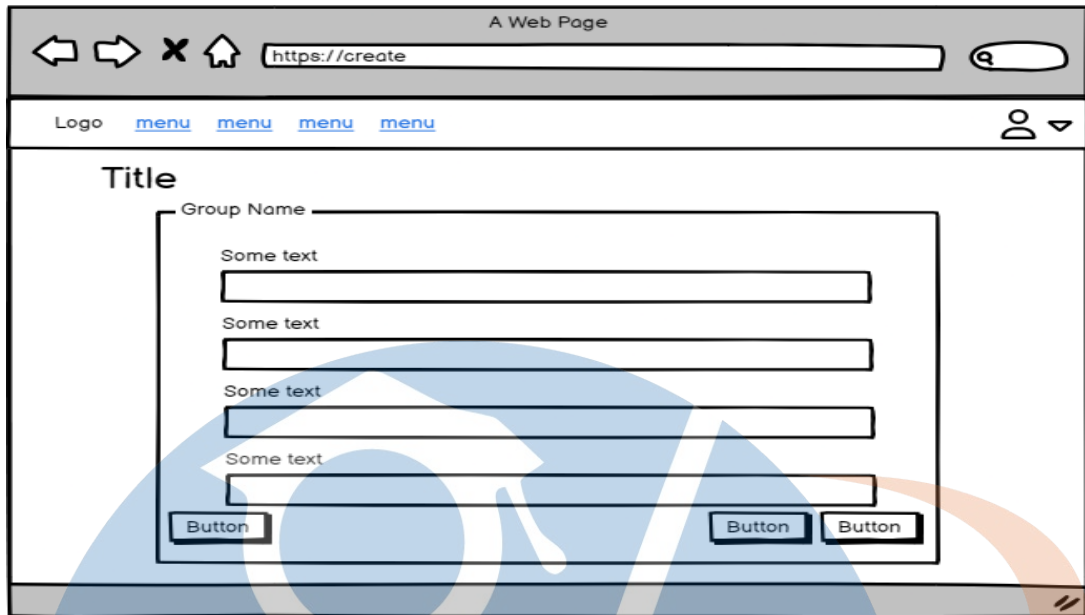 A Web Page
https://create
Logo menu menu menu menu
Title
Group Name
Some text
Some text
Some text
Some text
Button Button Button